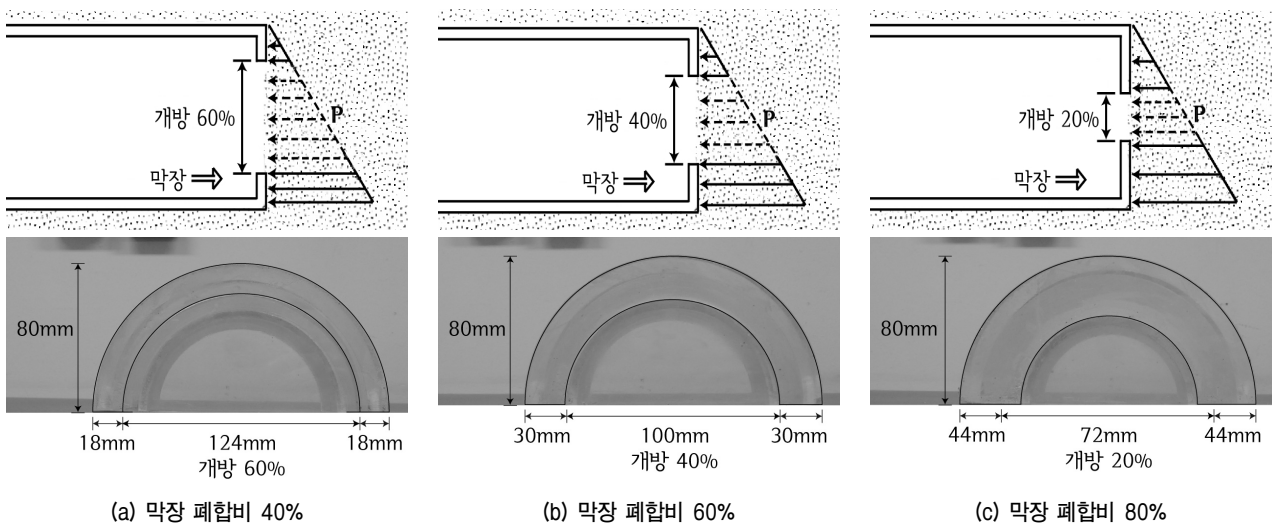 개방 60%
P
막장
80mm
18mm 124mm 18mm
개방 60%
(a) 막장 폐합비 40%
개방 40%
P
막장
80mm
30mm 100mm 30mm
개방 40%
(b) 막장 폐합비 60%
개방 20%
P
막장
80mm
44mm 72mm 44mm
개방 20%
(c) 막장 폐합비 80%